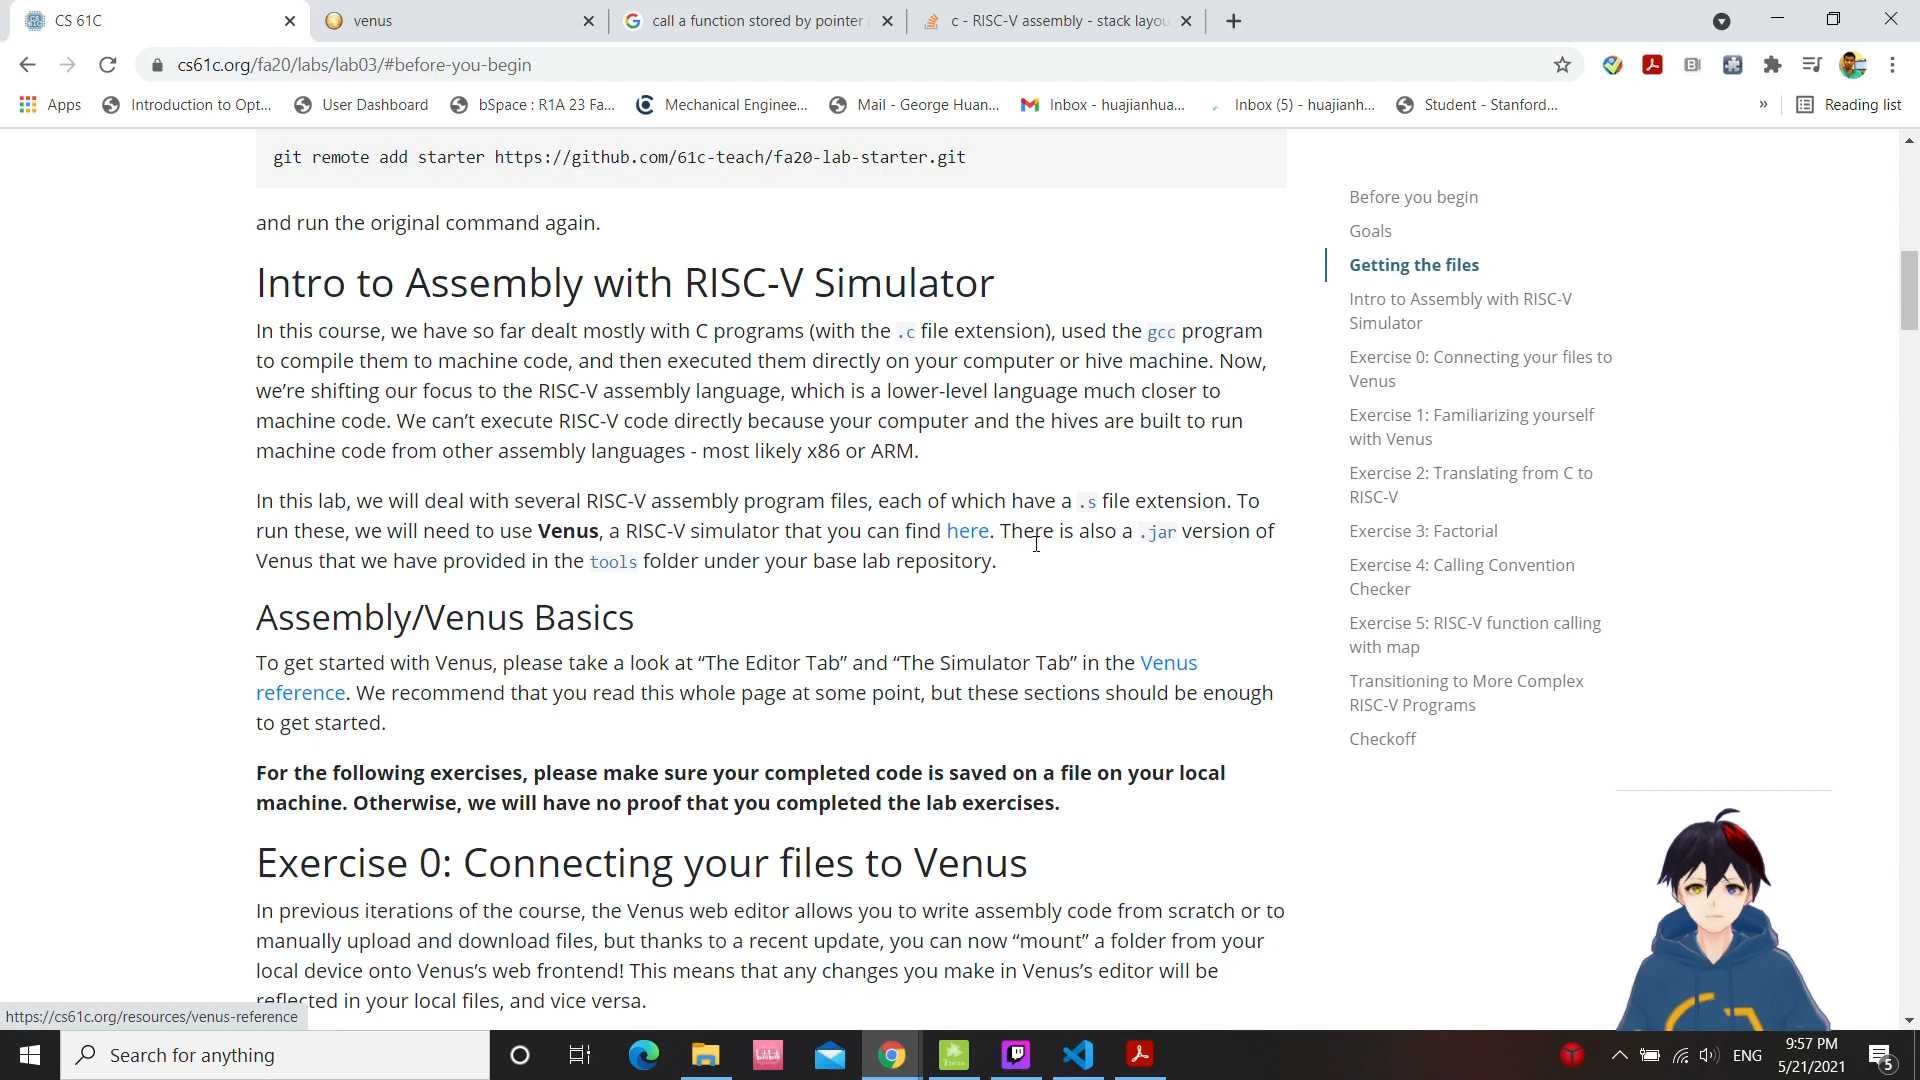 CS 61C
venus
call a function stored by pointer i
c - RISC-V assembly - stack layou
cs61c.org/fa20/labs/lab03/#before-you-begin
Apps
Introduction to Opt...
User Dashboard
bSpace : R1A 23 Fa...
Mechanical Enginee...
Mail - George Huan...
Inbox - huajianhua...
Inbox (5) - huajianh...
Student - Stanford...
»
Reading list
git remote add starter https://github.com/61c-teach/fa20-lab-starter.git
and run the original command again.
Intro to Assembly with RISC-V Simulator
In this course, we have so far dealt mostly with C programs (with the .c file extension), used the gcc program
to compile them to machine code, and then executed them directly on your computer or hive machine. Now,
we’re shifting our focus to the RISC-V assembly language, which is a lower-level language much closer to
machine code. We can’t execute RISC-V code directly because your computer and the hives are built to run
machine code from other assembly languages - most likely x86 or ARM.
In this lab, we will deal with several RISC-V assembly program files, each of which have a .s file extension. To
run these, we will need to use Venus, a RISC-V simulator that you can find here. There is also a .jar version of
Venus that we have provided in the tools folder under your base lab repository.
Assembly/Venus Basics
To get started with Venus, please take a look at “The Editor Tab” and “The Simulator Tab” in the Venus
reference. We recommend that you read this whole page at some point, but these sections should be enough
to get started.
For the following exercises, please make sure your completed code is saved on a file on your local
machine. Otherwise, we will have no proof that you completed the lab exercises.
Exercise 0: Connecting your files to Venus
In previous iterations of the course, the Venus web editor allows you to write assembly code from scratch or to
manually upload and download files, but thanks to a recent update, you can now “mount” a folder from your
local device onto Venus’s web frontend! This means that any changes you make in Venus’s editor will be
reflected in your local files, and vice versa.
Before you begin
Goals
Getting the files
Intro to Assembly with RISC-V
Simulator
Exercise 0: Connecting your files to
Venus
Exercise 1: Familiarizing yourself
with Venus
Exercise 2: Translating from C to
RISC-V
Exercise 3: Factorial
Exercise 4: Calling Convention
Checker
Exercise 5: RISC-V function calling
with map
Transitioning to More Complex
RISC-V Programs
Checkoff
https://cs61c.org/resources/venus-reference
Search for anything
ENG
9:57 PM
5/21/2021
5